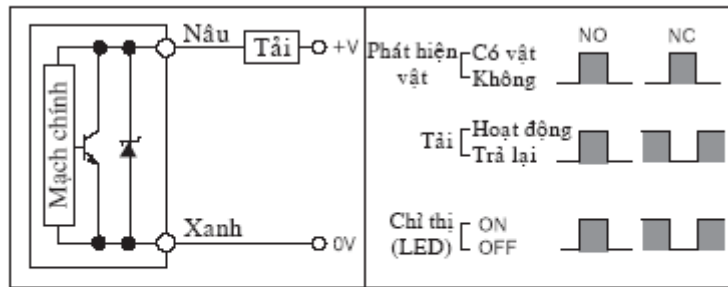 Nâu
Tải
+V
Mạch chính
Xanh
0V
NO NC
Phát hiện vật
Có vật
Không
Tải
Hoạt động
Trả lại
Chỉ thị
(LED)
ON
OFF